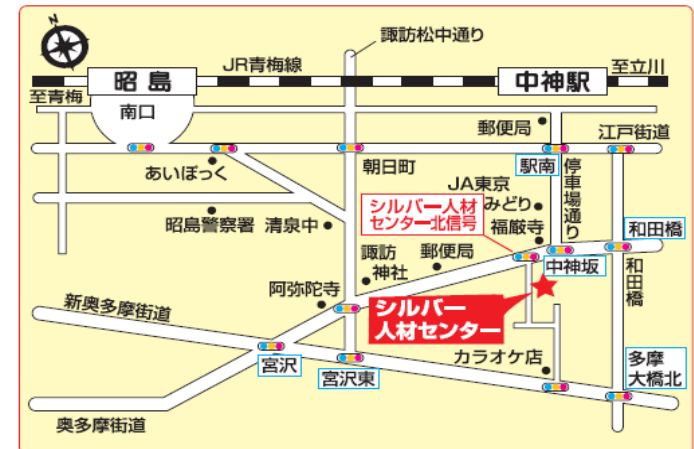 N
諏訪松中通り
JR青梅線
昭島
中神駅
至立川
至青梅
南口
郵便局
江戸街道
あいぽっく
朝日町
駅南
停車場通り
JA東京
みどり
シルバー人材
センター北信号
昭島警察署
清泉中
福厳寺
和田橋
諏訪
神社
郵便局
中神坂
和田橋
阿弥陀寺
新奥多摩街道
シルバー
人材センター
宮沢
宮沢東
カラオケ店
多摩
大橋北
奥多摩街道